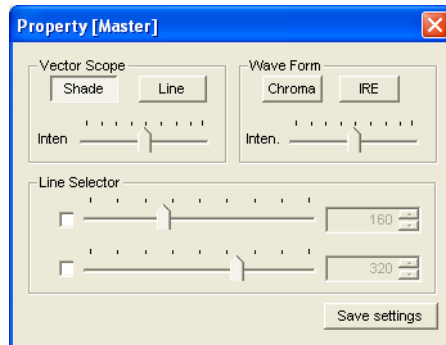 Property [Master]
Vector Scope
Shade Line
Inten
Wave Form
Chroma IRE
Inten.
Line Selector
160
320
Save settings